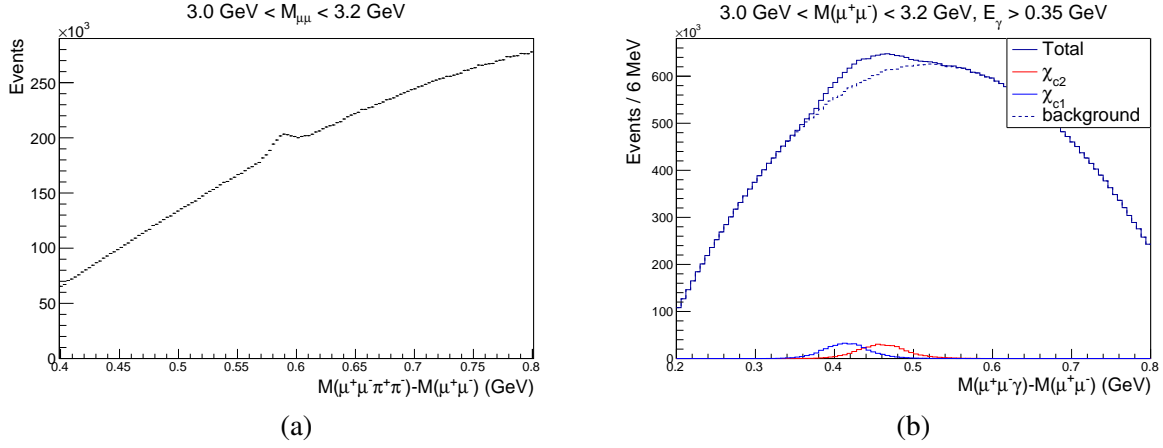 3.0 GeV < M_μμ < 3.2 GeV
×10³
Events
250
200
150
100
50
0
0.4 0.45 0.5 0.55 0.6 0.65 0.7 0.75 0.8
M(μ⁺μ⁻π⁺π⁻)-M(μ⁺μ⁻) (GeV)
(a)
3.0 GeV < M(μ⁺μ⁻) < 3.2 GeV, E_γ > 0.35 GeV
×10³
Events / 6 MeV
600
500
400
300
200
100
0
0.2 0.3 0.4 0.5 0.6 0.7 0.8
M(μ⁺μ⁻γ)-M(μ⁺μ⁻) (GeV)
Total
χ_c2
χ_c1
background
(b)